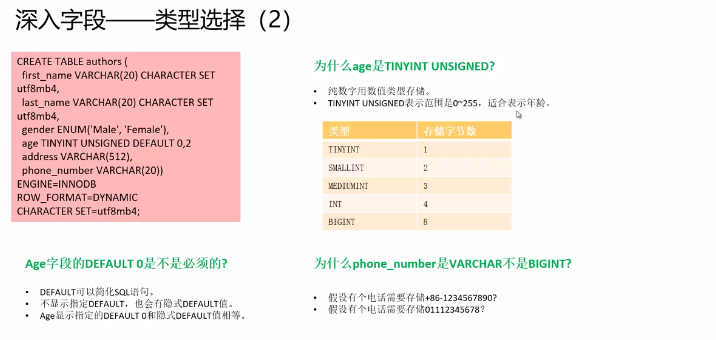 深入字段——类型选择（2）
CREATE TABLE authors (
first_name VARCHAR(20) CHARACTER SET
utf8mb4,
last_name VARCHAR(20) CHARACTER SET
utf8mb4,
gender ENUM('Male', 'Female'),
age TINYINT UNSIGNED DEFAULT 0,2
address VARCHAR(512),
phone_number VARCHAR(20))
ENGINE=INNODB
ROW_FORMAT=DYNAMIC
CHARACTER SET=utf8mb4;
为什么age是TINYINT UNSIGNED?
• 纯数字用数值类型存储。
• TINYINT UNSIGNED表示范围是0~255，适合表示年龄。
类型 存储字节数
TINYINT 1
SMALLINT 2
MEDIUMINT 3
INT 4
BIGINT 8
Age字段的DEFAULT 0是不是必须的?
• DEFAULT可以简化SQL语句。
• 不显示指定DEFAULT，也会有隐式DEFAULT值。
• Age显示指定的DEFAULT 0和隐式DEFAULT值相等。
为什么phone_number是VARCHAR不是BIGINT?
• 假设有个电话需要存储+86-1234567890?
• 假设有个电话需要存储01112345678？